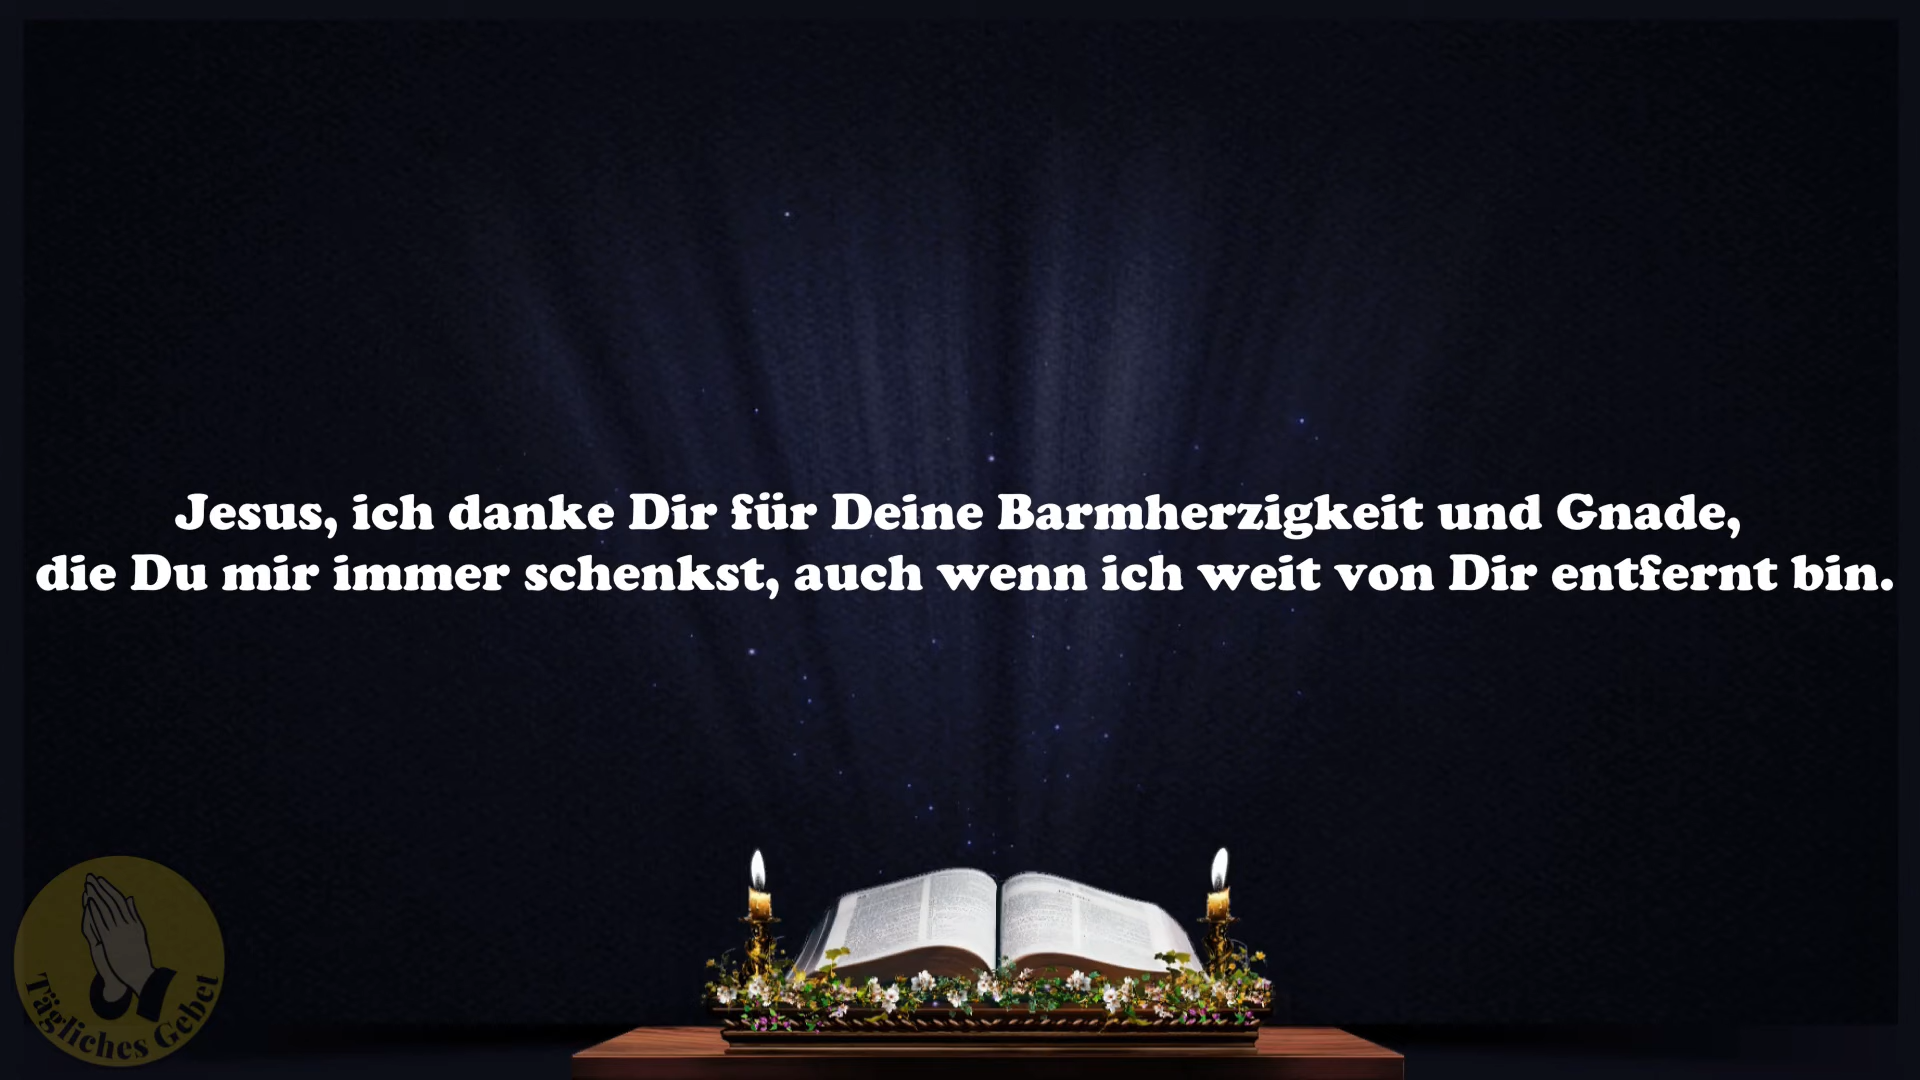 Jesus, ich danke Dir für Deine Barmherzigkeit und Gnade,
die Du mir immer schenkst, auch wenn ich weit von Dir entfernt bin.
Tägliches Gebet